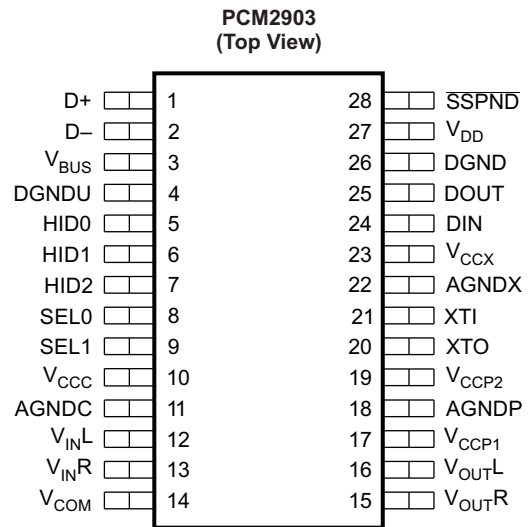 PCM2903
(Top View)
D+ 1 28 SSPND
D– 2 27 VDD
VBUS 3 26 DGND
DGNDU 4 25 DOUT
HID0 5 24 DIN
HID1 6 23 VCCX
HID2 7 22 AGNDX
SEL0 8 21 XTI
SEL1 9 20 XTO
VCCC 10 19 VCCP2
AGNDC 11 18 AGNDP
VINL 12 17 VCCP1
VINR 13 16 VOUTL
VCOM 14 15 VOUTR